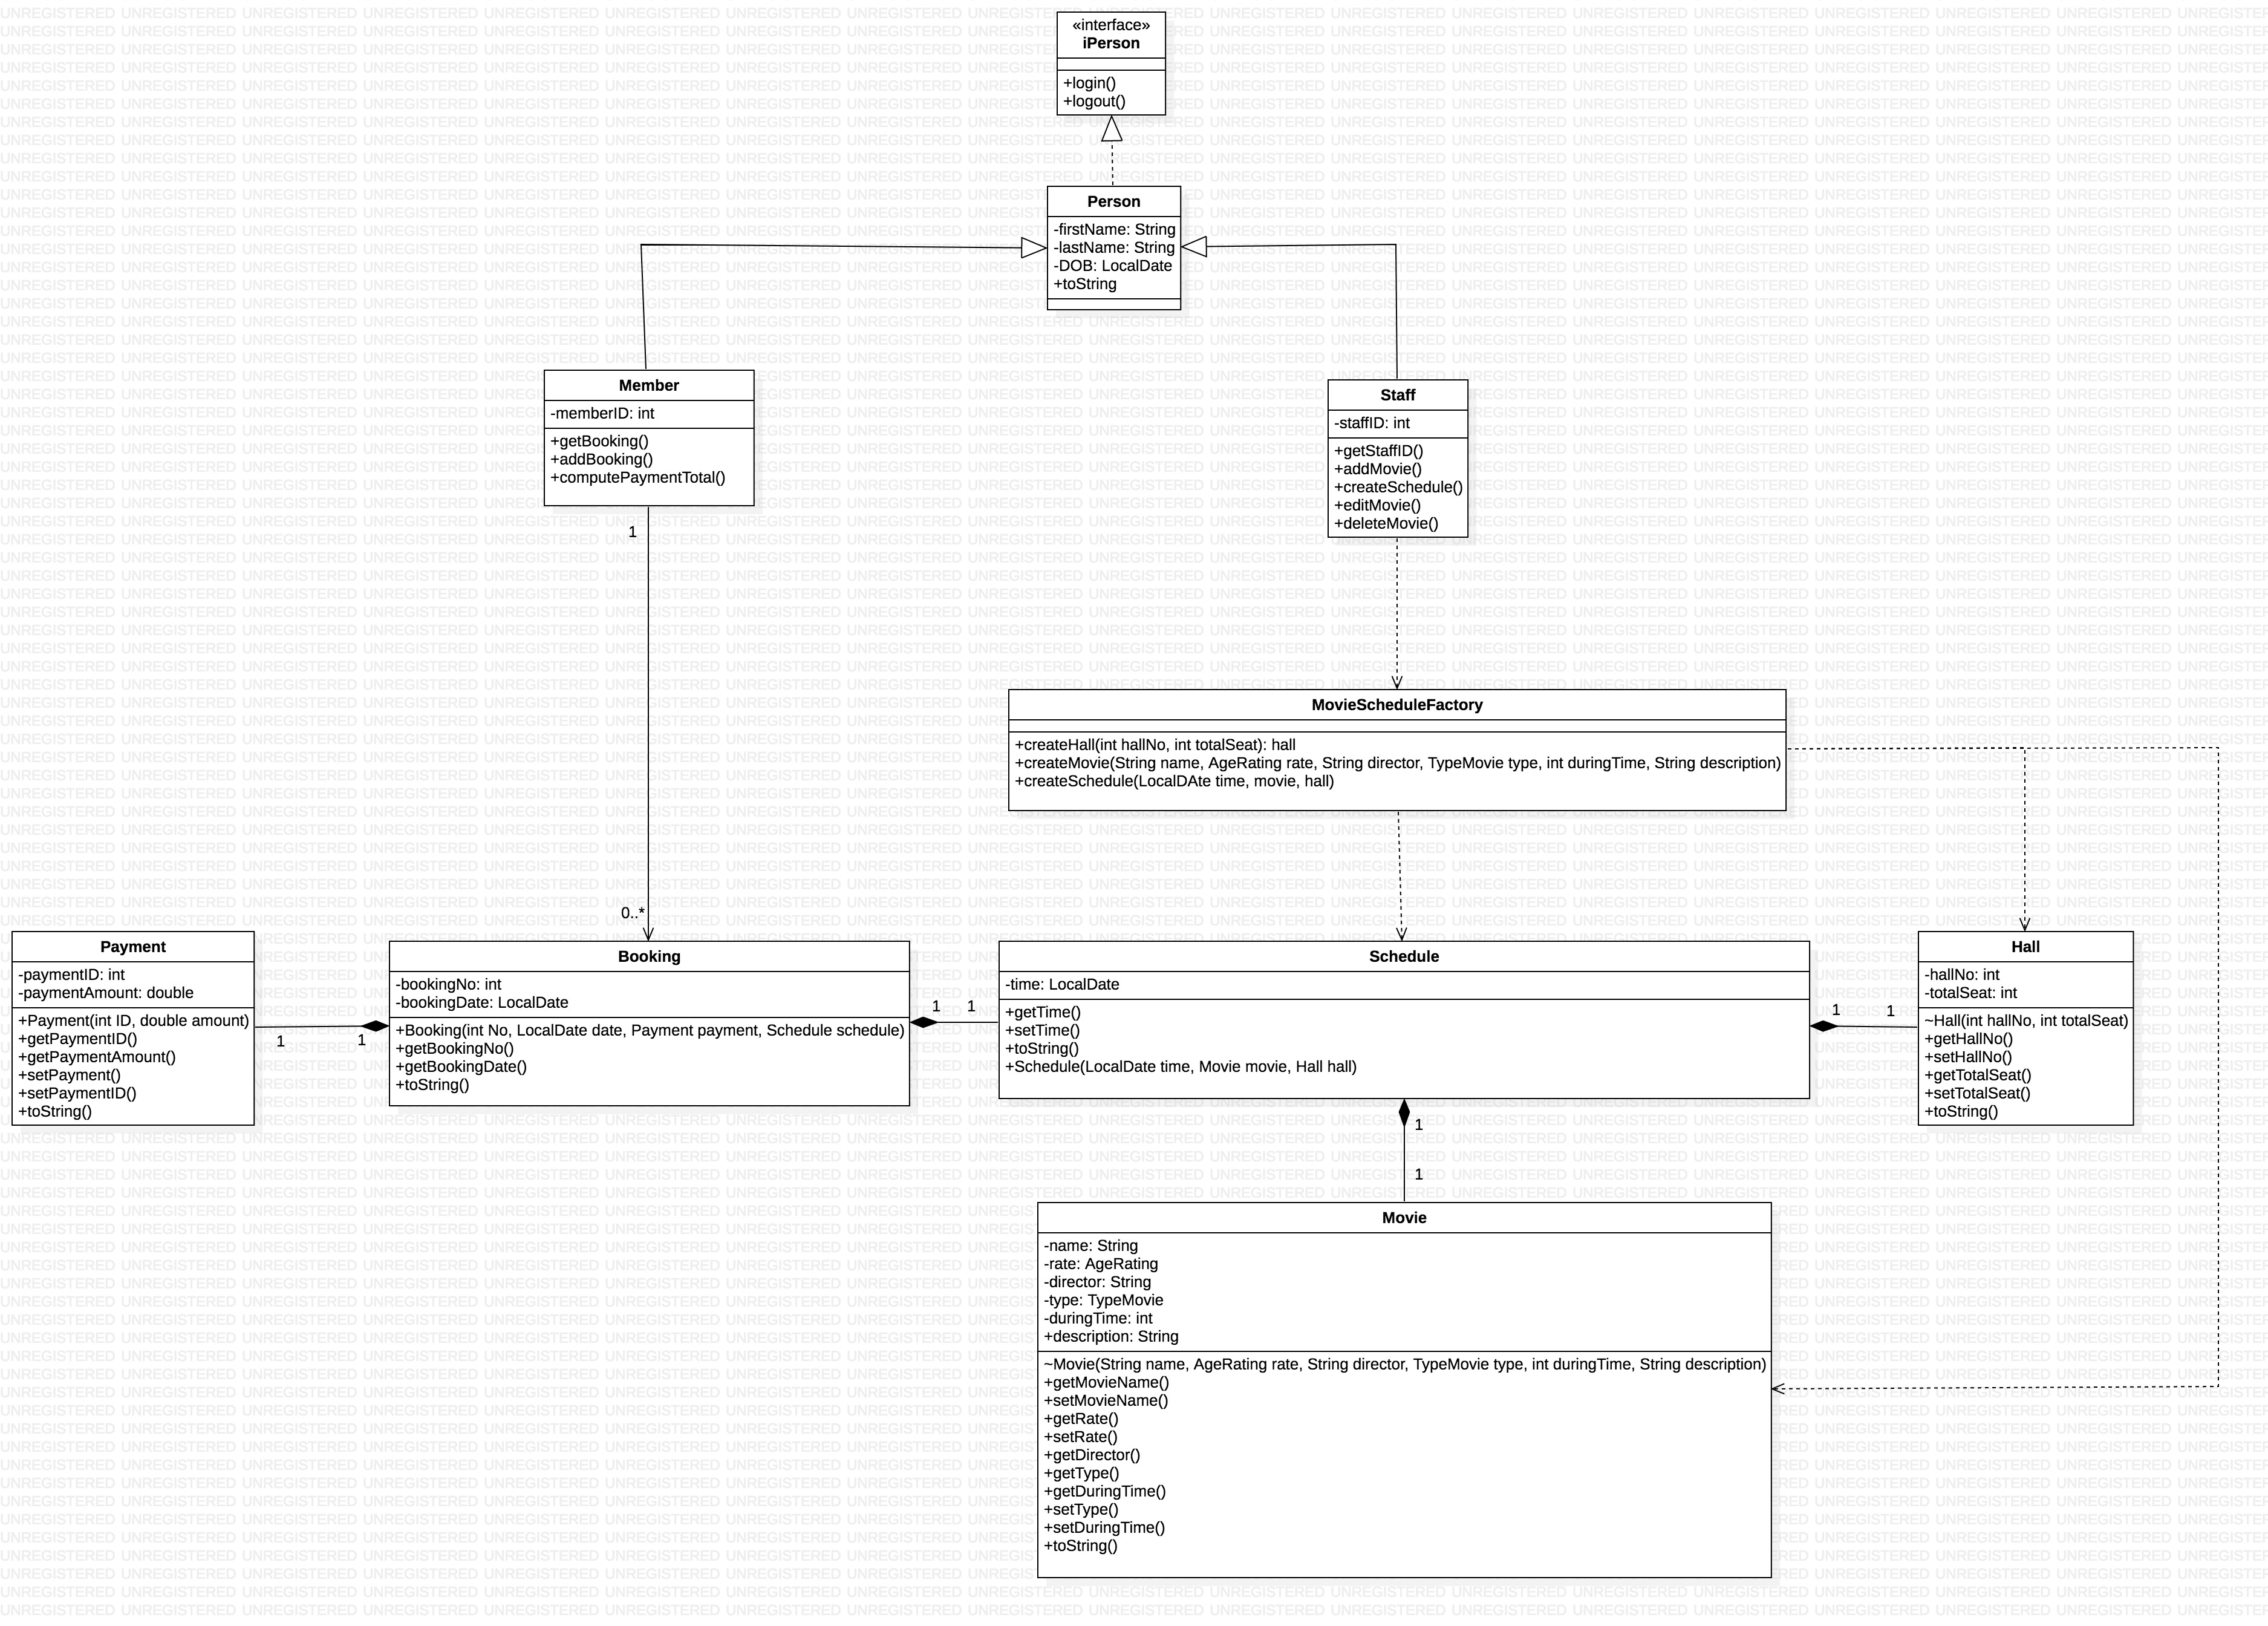 «interface»
iPerson
+login()
+logout()
Person
-firstName: String
-lastName: String
-DOB: LocalDate
+toString
Member
-memberID: int
+getBooking()
+addBooking()
+computePaymentTotal()
Staff
-staffID: int
+getStaffID()
+addMovie()
+createSchedule()
+editMovie()
+deleteMovie()
1
0..*
MovieScheduleFactory
+createHall(int hallNo, int totalSeat): hall
+createMovie(String name, AgeRating rate, String director, TypeMovie type, int duringTime, String description)
+createSchedule(LocalDAte time, movie, hall)
Payment
-paymentID: int
-paymentAmount: double
+Payment(int ID, double amount)
+getPaymentID()
+getPaymentAmount()
+setPayment()
+setPaymentID()
+toString()
1
1
Booking
-bookingNo: int
-bookingDate: LocalDate
+Booking(int No, LocalDate date, Payment payment, Schedule schedule)
+getBookingNo()
+getBookingDate()
+toString()
1
1
Schedule
-time: LocalDate
+getTime()
+setTime()
+toString()
+Schedule(LocalDate time, Movie movie, Hall hall)
1
1
Hall
-hallNo: int
-totalSeat: int
~Hall(int hallNo, int totalSeat)
+getHallNo()
+setHallNo()
+getTotalSeat()
+setTotalSeat()
+toString()
1
1
Movie
-name: String
-rate: AgeRating
-director: String
-type: TypeMovie
-duringTime: int
+description: String
~Movie(String name, AgeRating rate, String director, TypeMovie type, int duringTime, String description)
+getMovieName()
+setMovieName()
+getRate()
+setRate()
+getDirector()
+getType()
+getDuringTime()
+setType()
+setDuringTime()
+toString()
UNREGISTERED